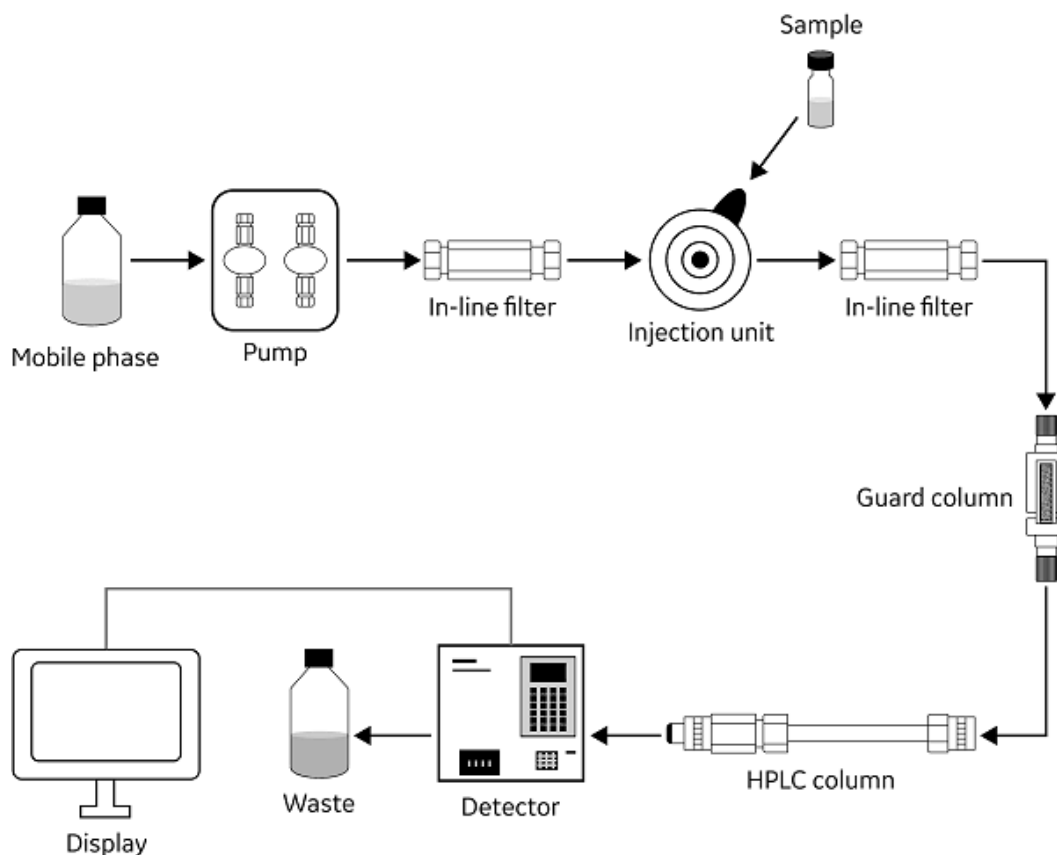 Sample
Mobile phase
Pump
In-line filter
Injection unit
In-line filter
Guard column
HPLC column
Detector
Waste
Display